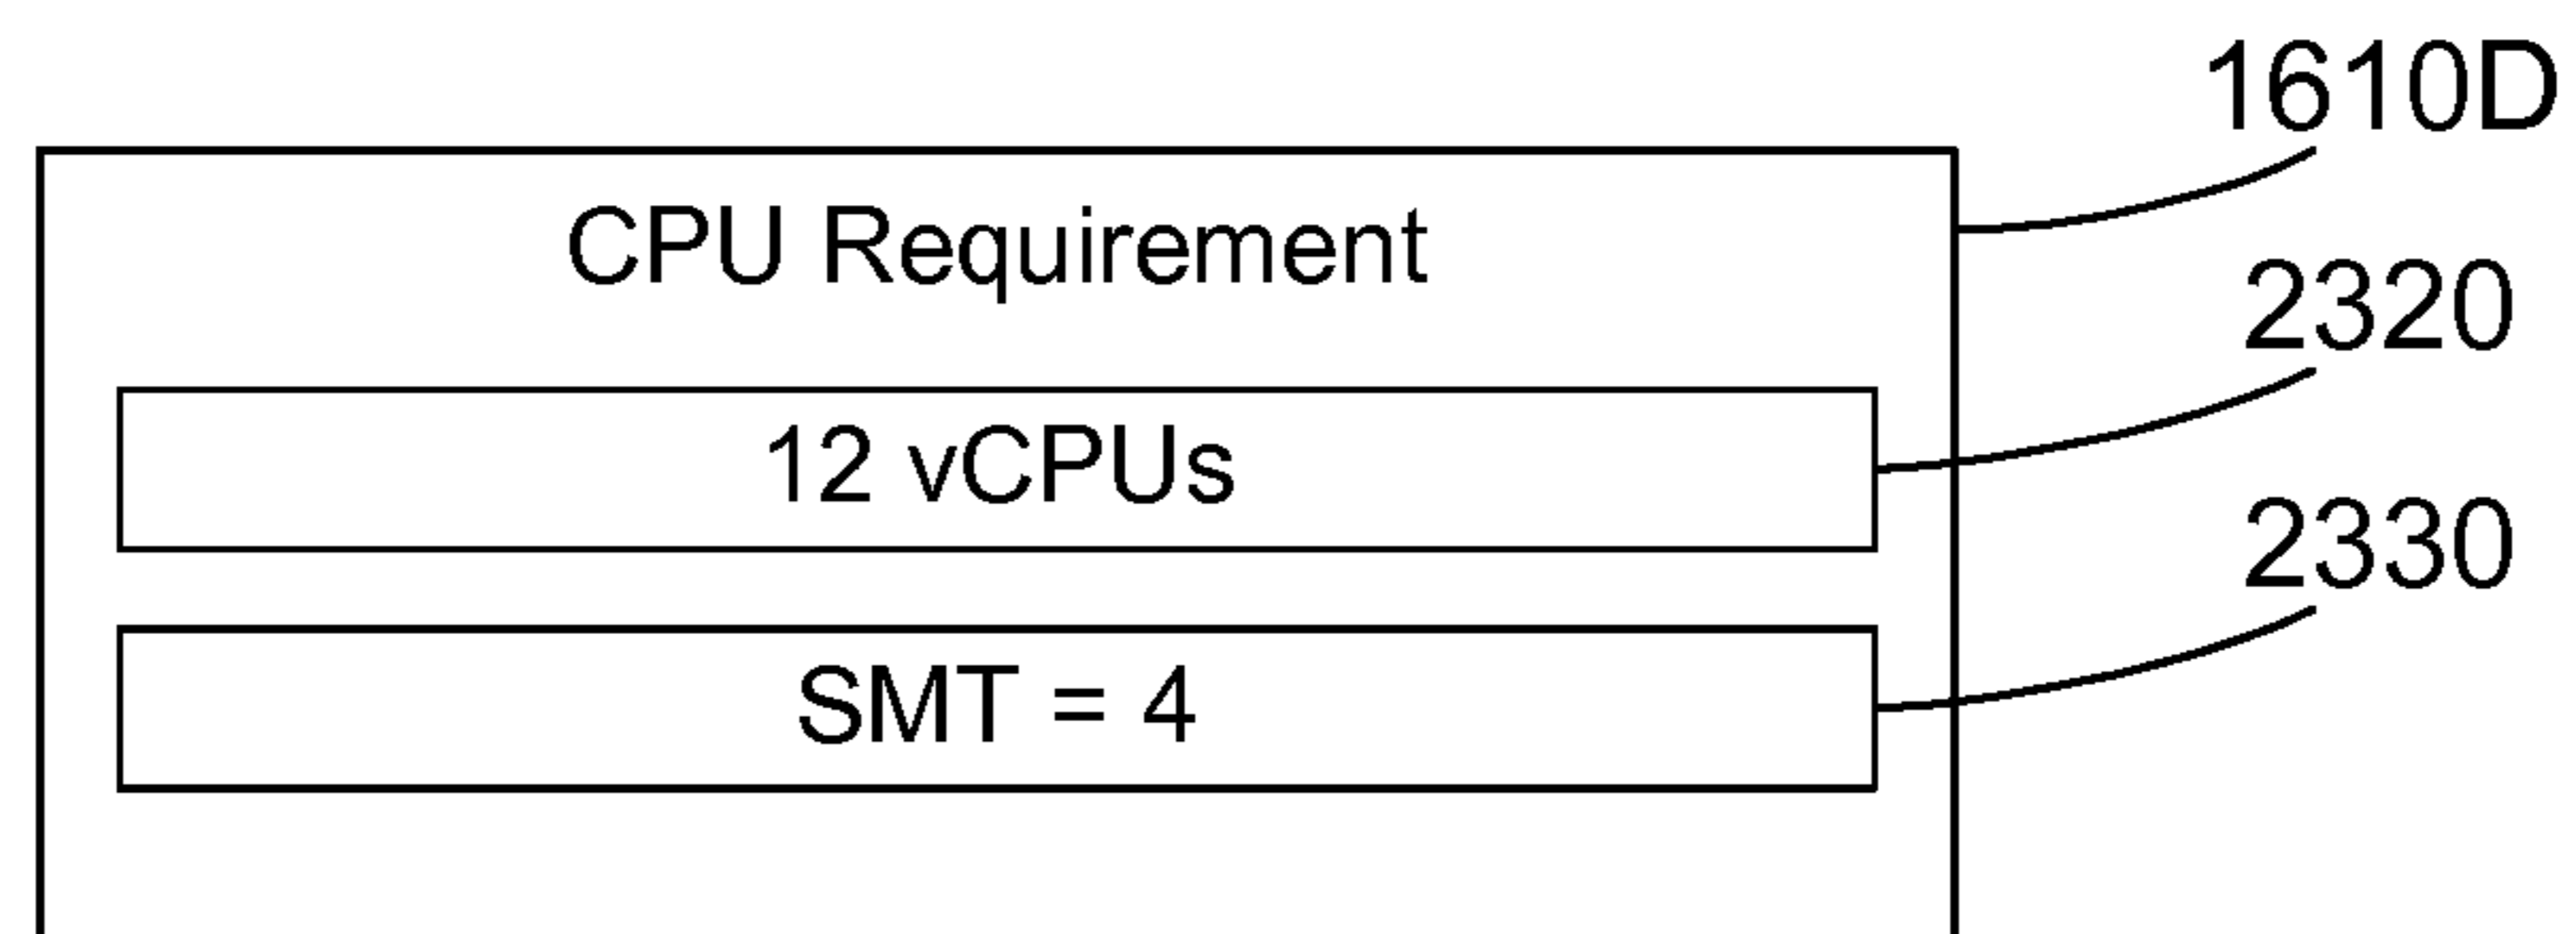 1610D
CPU Requirement
2320
12 vCPUs
2330
SMT = 4